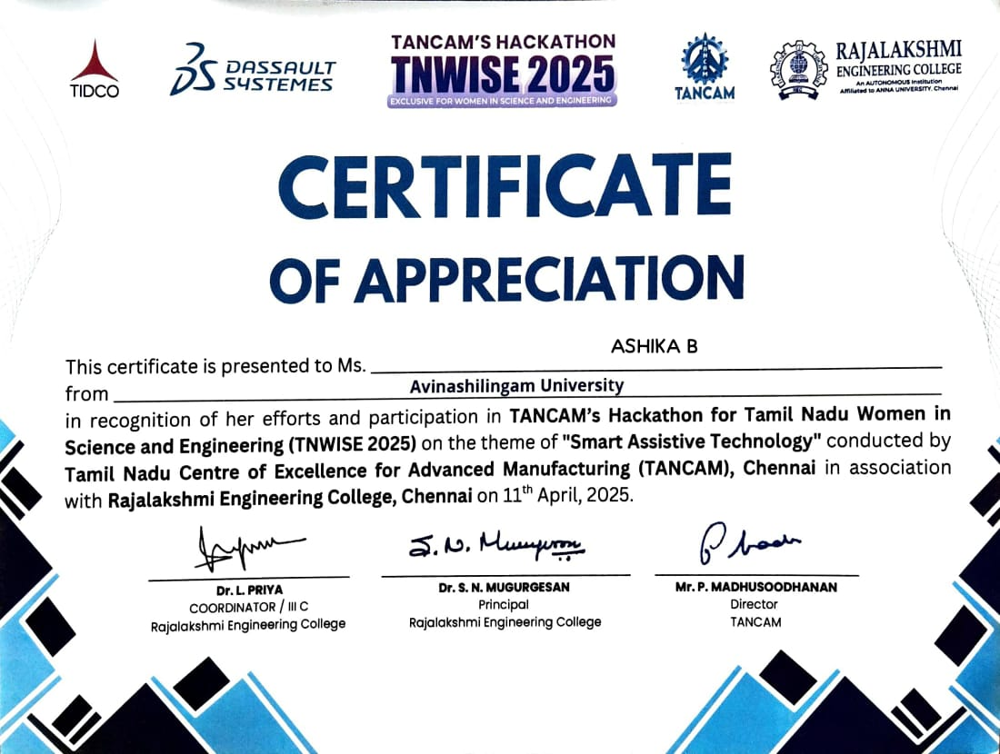 TIDCO
DASSAULT
SYSTEMES
TANCAM'S HACKATHON
TNWISE 2025
EXCLUSIVE FOR WOMEN IN SCIENCE AND ENGINEERING
TANCAM
RAJALAKSHMI
ENGINEERING COLLEGE
An AUTONOMOUS Institution
Affiliated to ANNA UNIVERSITY, Chennai
CERTIFICATE
OF APPRECIATION
ASHIKA B
This certificate is presented to Ms.
from Avinashilingam University
in recognition of her efforts and participation in TANCAM's Hackathon for Tamil Nadu Women in
Science and Engineering (TNWISE 2025) on the theme of "Smart Assistive Technology" conducted by
Tamil Nadu Centre of Excellence for Advanced Manufacturing (TANCAM), Chennai in association
with Rajalakshmi Engineering College, Chennai on 11th April, 2025.
Dr. L. PRIYA
COORDINATOR / III C
Rajalakshmi Engineering College
Dr. S. N. MUGURGESAN
Principal
Rajalakshmi Engineering College
Mr. P. MADHUSOODHANAN
Director
TANCAM